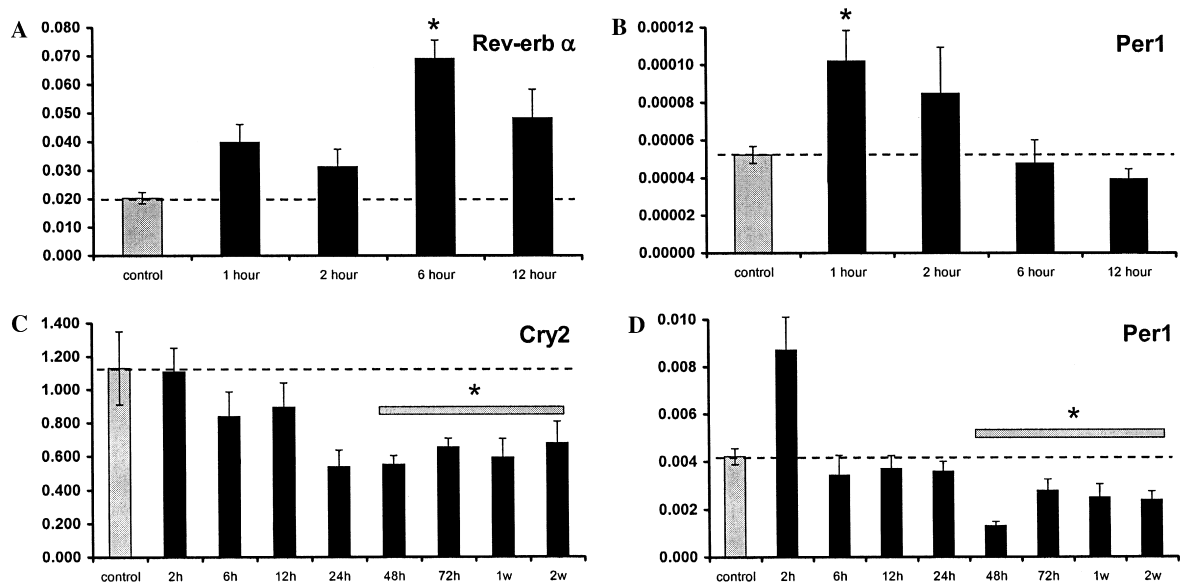 A
Rev-erb α
*
0.080
0.070
0.060
0.050
0.040
0.030
0.020
0.010
0.000
control 1 hour 2 hour 6 hour 12 hour
B
Per1
*
0.00012
0.00010
0.00008
0.00006
0.00004
0.00002
0.00000
control 1 hour 2 hour 6 hour 12 hour
C
Cry2
*
1.400
1.200
1.000
0.800
0.600
0.400
0.200
0.000
control 2h 6h 12h 24h 48h 72h 1w 2w
D
Per1
*
0.010
0.008
0.006
0.004
0.002
0.000
control 2h 6h 12h 24h 48h 72h 1w 2w